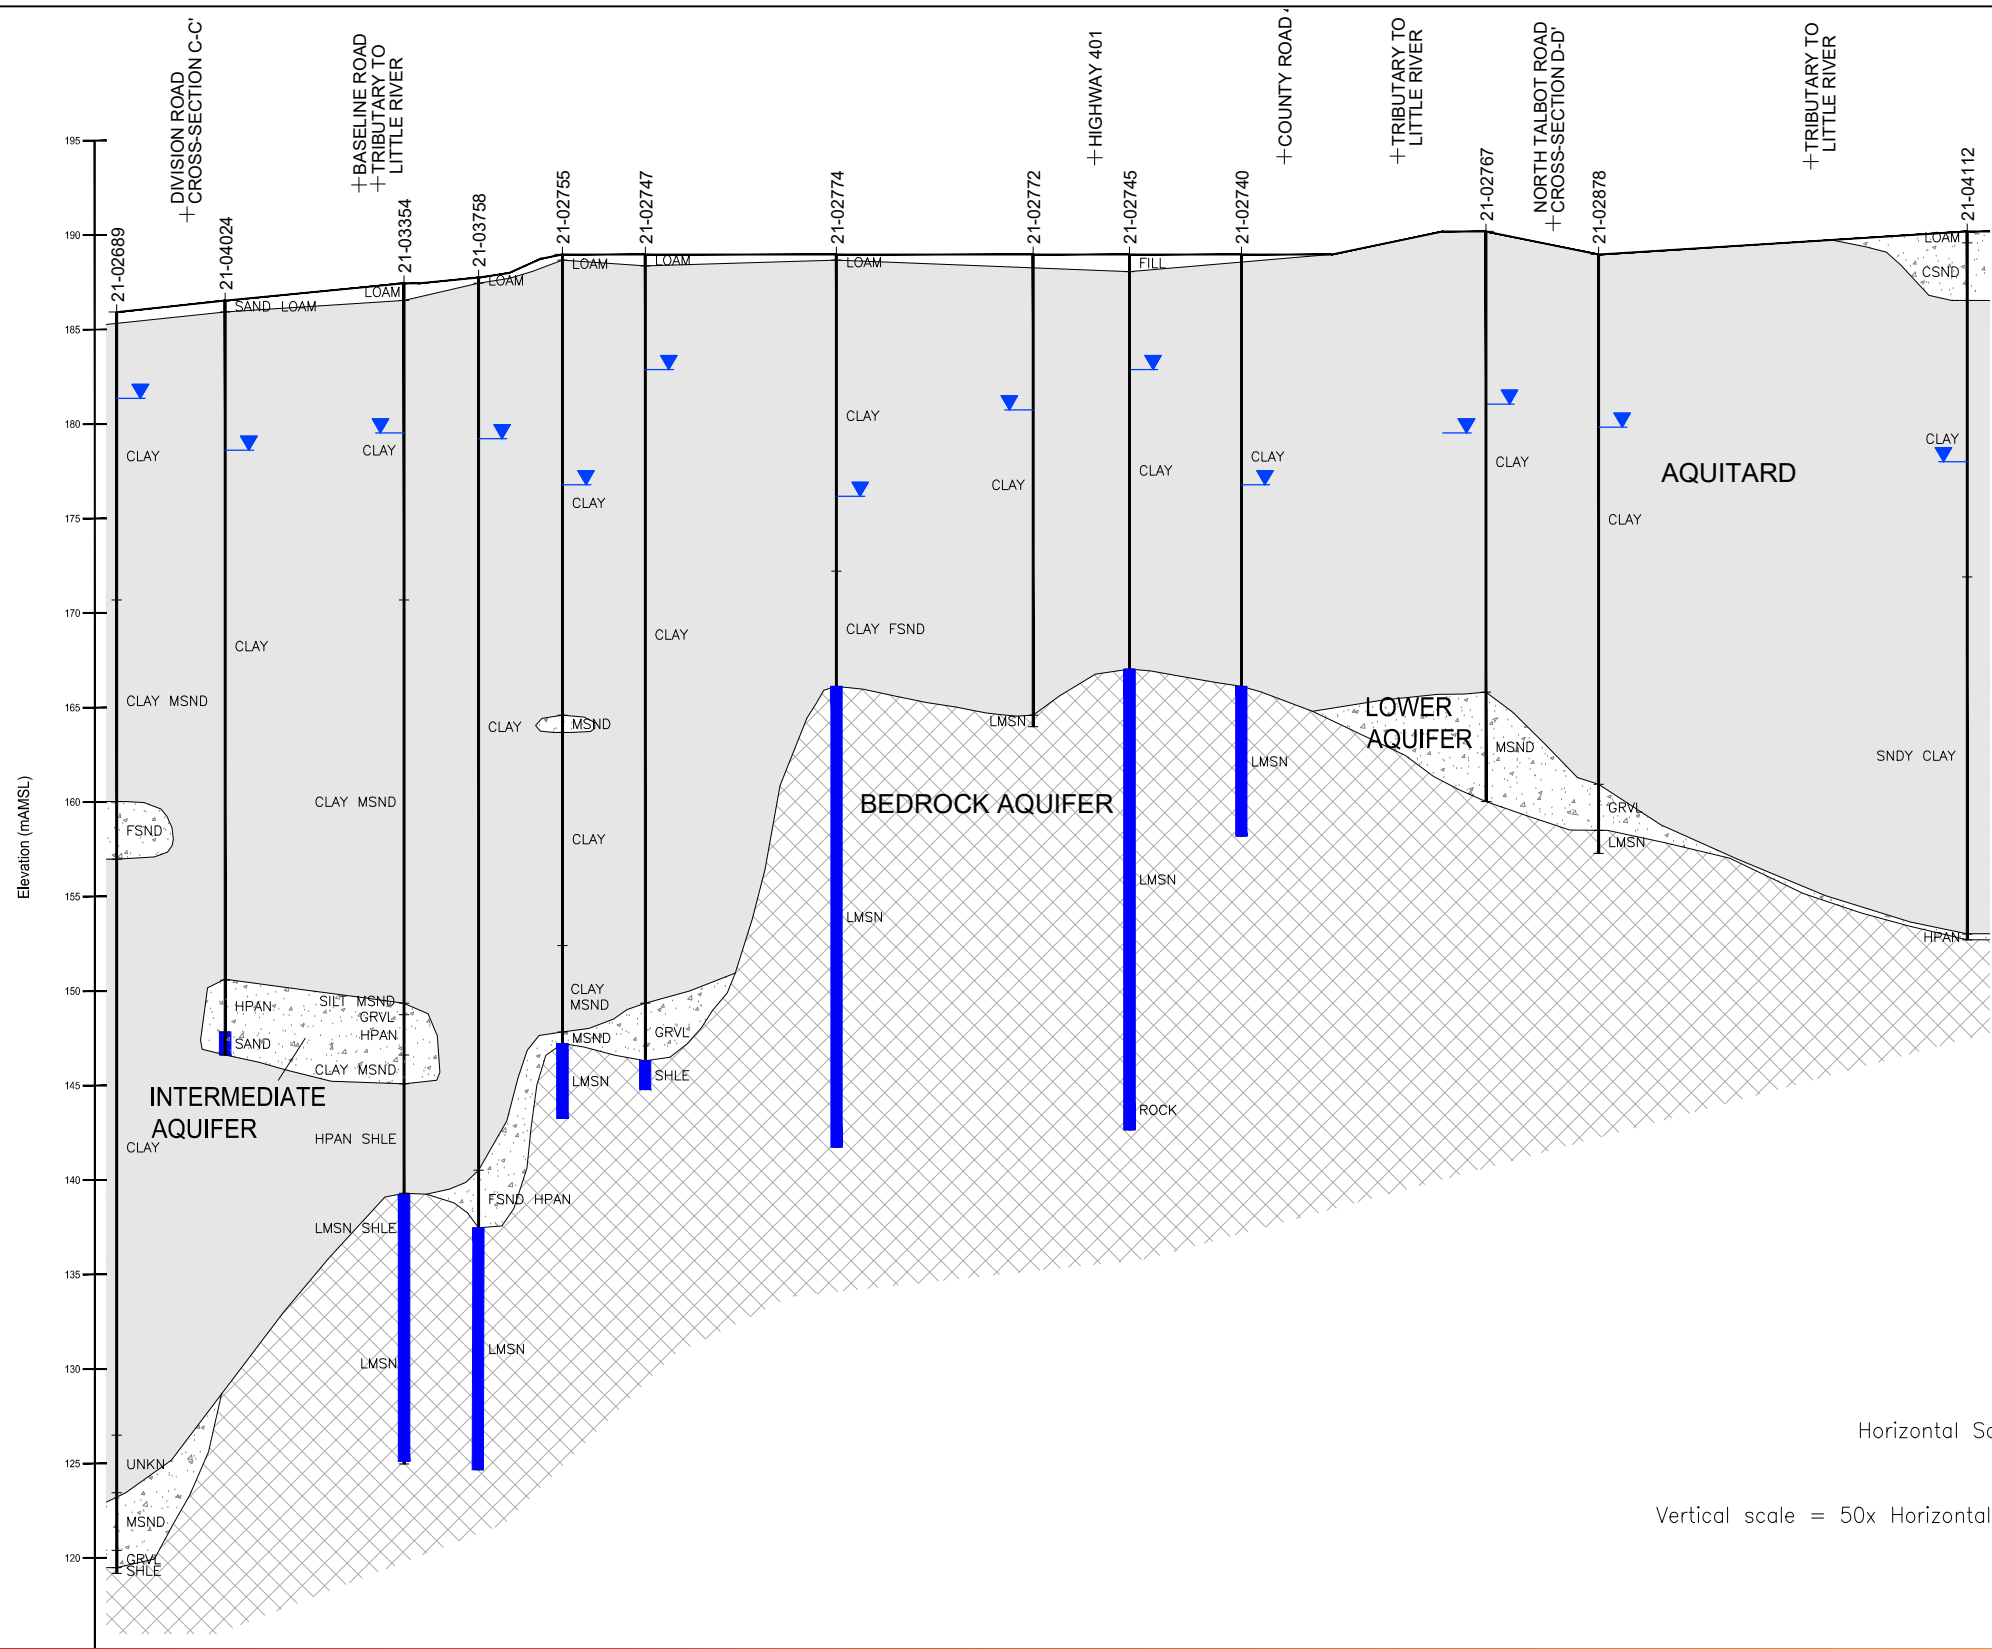 DIVISION ROAD
CROSS-SECTION C-C'
BASELINE ROAD
TRIBUTARY TO
LITTLE RIVER
HIGHWAY 401
COUNTY ROAD
TRIBUTARY TO
LITTLE RIVER
NORTH TALBOT ROAD
CROSS-SECTION D-D'
TRIBUTARY TO
LITTLE RIVER
21-02689
21-04024
21-03354
21-03758
21-02755
21-02747
21-02774
21-02772
21-02745
21-02740
21-02767
21-02878
21-04112
Elevation (mAMSL)
195
190
185
180
175
170
165
160
155
150
145
140
135
130
125
120
CLAY
CLAY MSND
FSND
CLAY
UNKN
MSND
GRVL
SHLE
SAND LOAM
CLAY
HPAN
SAND
INTERMEDIATE
AQUIFER
LOAM
CLAY
CLAY MSND
SILT MSND
GRVL
HPAN
CLAY MSND
HPAN SHLE
LMSN SHLE
LMSN
LOAM
CLAY
FSND HPAN
LMSN
LOAM
CLAY
MSND
CLAY
CLAY
MSND
MSND
LMSN
LOAM
CLAY
GRVL
SHLE
LOAM
CLAY
CLAY FSND
LMSN
BEDROCK AQUIFER
CLAY
LMSN
FILL
CLAY
LMSN
ROCK
CLAY
LMSN
LOWER
AQUIFER
CLAY
MSND
CLAY
GRVL
LMSN
AQUITARD
LOAM
CSND
CLAY
SNDY CLAY
HPAN
Horizontal Sc
Vertical scale = 50x Horizontal